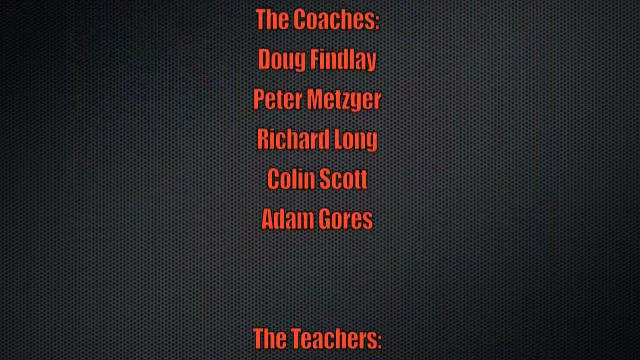 The Coaches:
Doug Findlay
Peter Metzger
Richard Long
Colin Scott
Adam Gores
The Teachers: